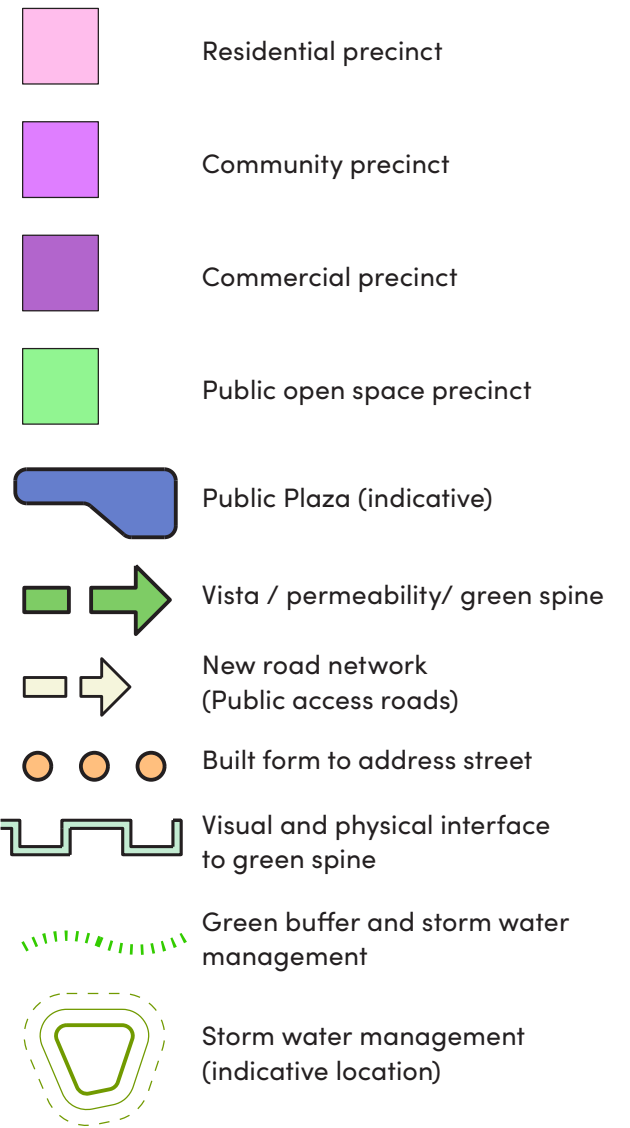 Residential precinct
Community precinct
Commercial precinct
Public open space precinct
Public Plaza (indicative)
Vista / permeability/ green spine
New road network
(Public access roads)
Built form to address street
Visual and physical interface
to green spine
Green buffer and storm water
management
Storm water management
(indicative location)